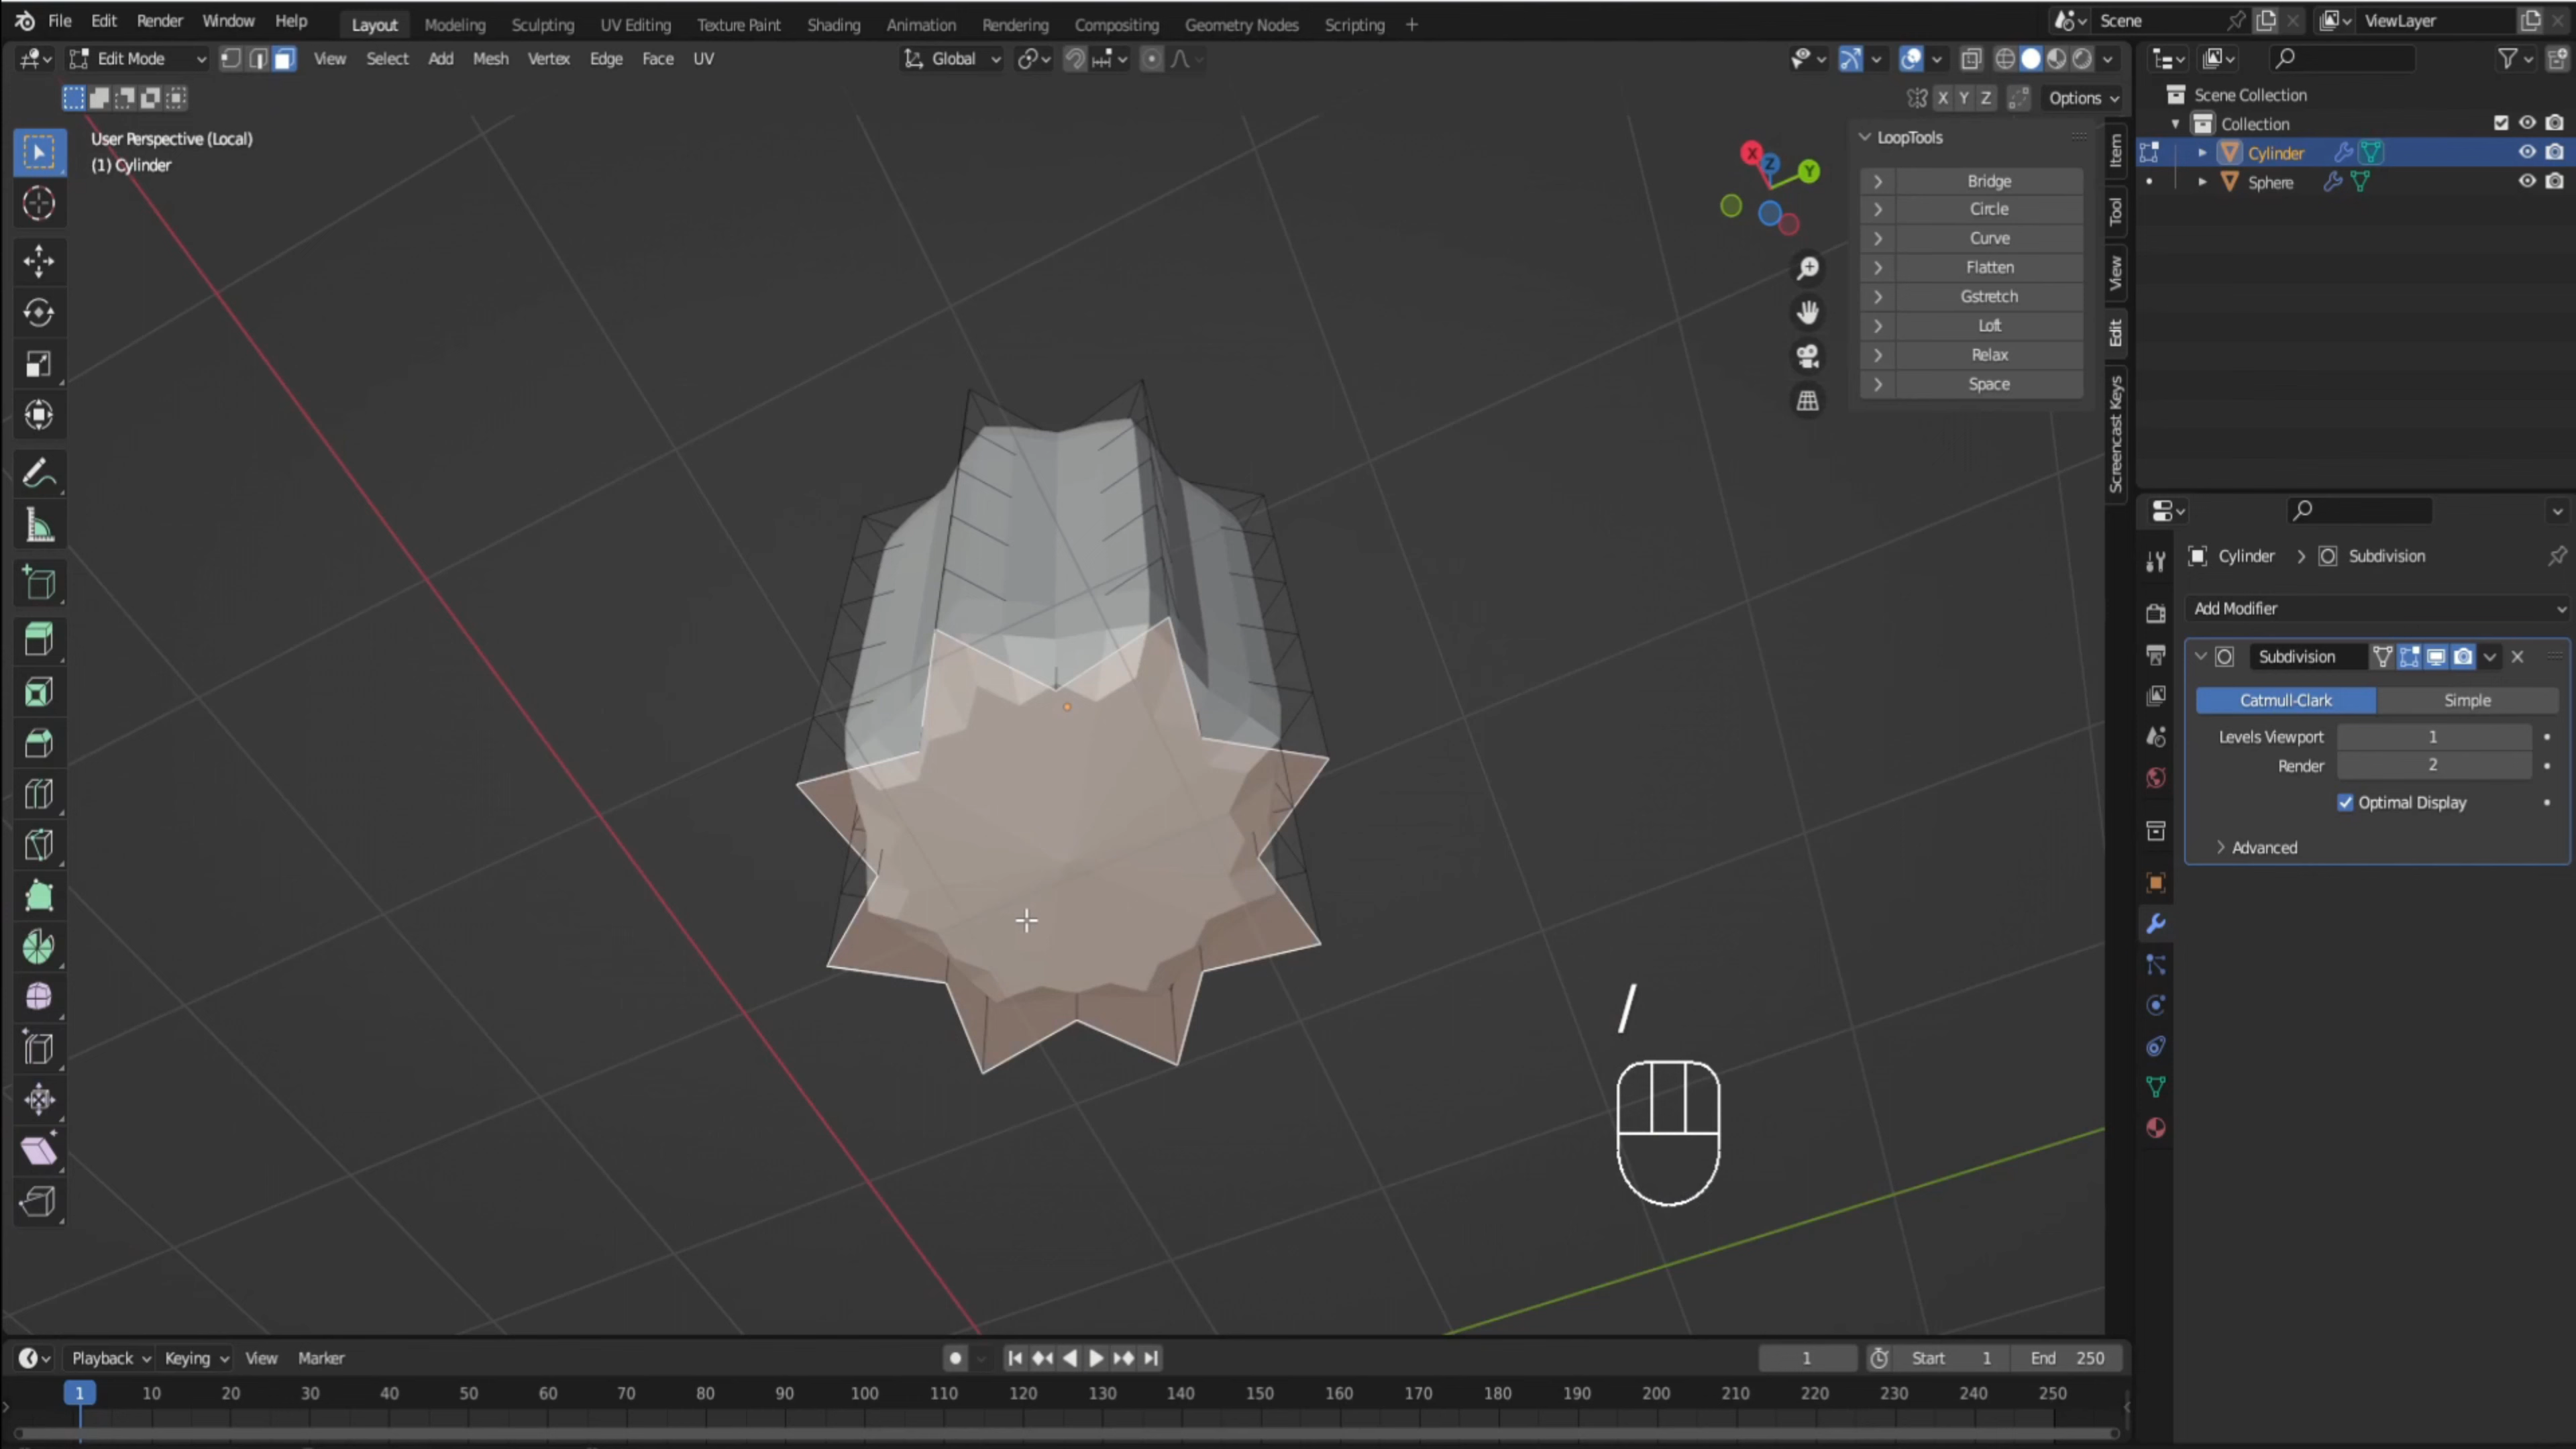 File Edit Render Window Help Layout Modeling Sculpting UV Editing Texture Paint Shading Animation Rendering Compositing Geometry Nodes Scripting + Scene ViewLayer
Edit Mode View Select Add Mesh Vertex Edge Face UV Global
X Y Z Options
User Perspective (Local)
(1) Cylinder
X Z Y
LoopTools
Bridge
Circle
Curve
Flatten
Gstretch
Loft
Relax
Space
Item
Tool
View
Edit
Screencast Keys
Scene Collection
Collection
Cylinder
Sphere
Cylinder > Subdivision
Add Modifier
Subdivision
Catmull-Clark Simple
Levels Viewport 1
Render 2
Optimal Display
Advanced
/
Playback Keying View Marker 1 Start 1 End 250
1 10 20 30 40 50 60 70 80 90 100 110 120 130 140 150 160 170 180 190 200 210 220 230 240 250